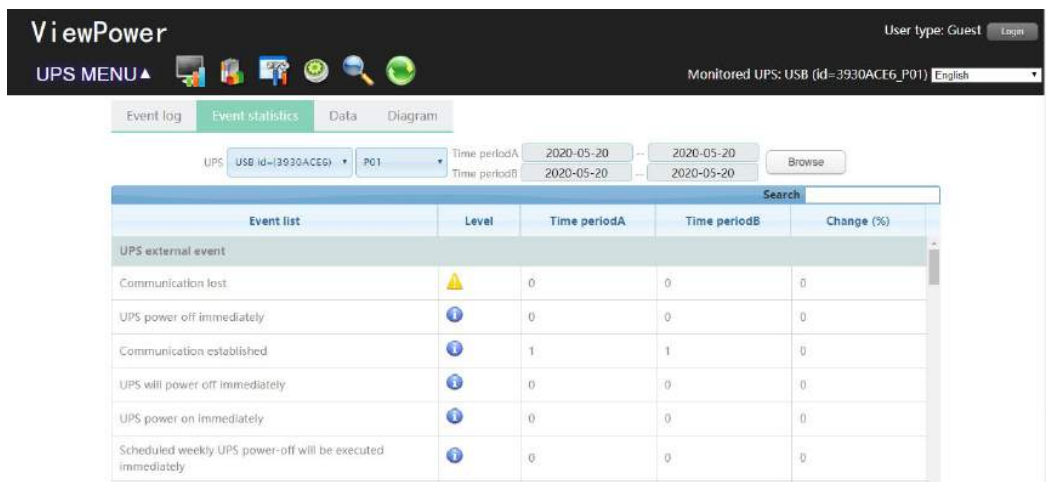 ViewPower
User type: Guest Login
UPS MENU▲
Monitored UPS: USB (id=3930ACE6_P01) English
Event log Event statistics Data Diagram
UPS USB id=(3930ACE6) P01 Time periodA 2020-05-20 -- 2020-05-20 Browse
Time periodB 2020-05-20 -- 2020-05-20
Search
Event list Level Time periodA Time periodB Change (%)
UPS external event
Communication lost 0 0 0
UPS power off immediately 0 0 0
Communication established 1 1 0
UPS will power off immediately 0 0 0
UPS power on immediately 0 0 0
Scheduled weekly UPS power-off will be executed
immediately 0 0 0